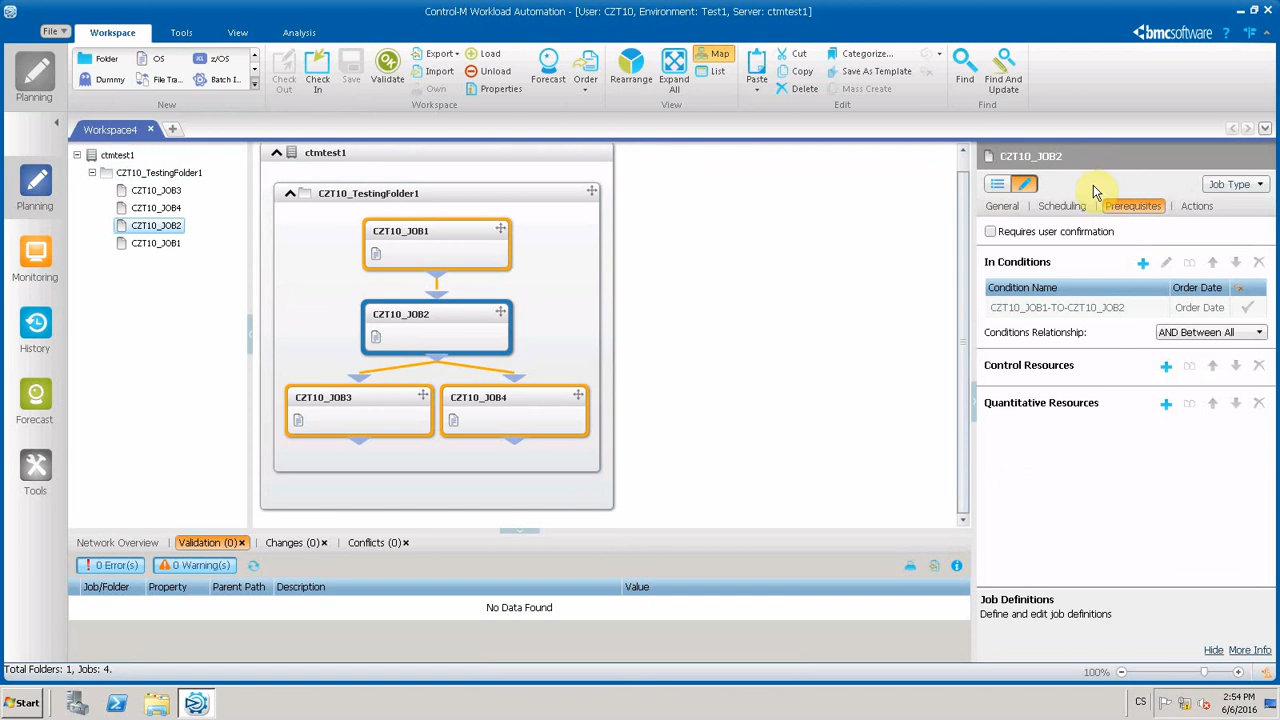 Control-M Workload Automation - [User: CZT10, Environment: Test1, Server: ctmtest1]
File
Workspace
Tools
View
Analysis
bmcsoftware
?
Planning
Folder
OS
z/OS
Dummy
File Tra...
Batch I...
New
Check Out
Check In
Save
Validate
Export
Import
Own
Load
Unload
Properties
Workspace
Forecast
Order
Rearrange
Expand All
Map
List
View
Paste
Cut
Copy
Delete
Categorize...
Save As Template
Mass Create
Edit
Find
Find And Update
Find
Workspace4
Planning
Monitoring
History
Forecast
Tools
ctmtest1
CZT10_TestingFolder1
CZT10_JOB3
CZT10_JOB4
CZT10_JOB2
CZT10_JOB1
ctmtest1
CZT10_TestingFolder1
CZT10_JOB1
CZT10_JOB2
CZT10_JOB3
CZT10_JOB4
CZT10_JOB2
Job Type
General | Scheduling | Prerequisites | Actions
Requires user confirmation
In Conditions
Condition Name
Order Date
CZT10_JOB1-TO-CZT10_JOB2
Order Date
Conditions Relationship:
AND Between All
Control Resources
Quantitative Resources
Job Definitions
Define and edit job definitions
Hide
More Info
Network Overview
Validation (0)
Changes (0)
Conflicts (0)
0 Error(s)
0 Warning(s)
Job/Folder
Property
Parent Path
Description
Value
No Data Found
Total Folders: 1, Jobs: 4.
100%
Start
CS
2:54 PM
6/6/2016